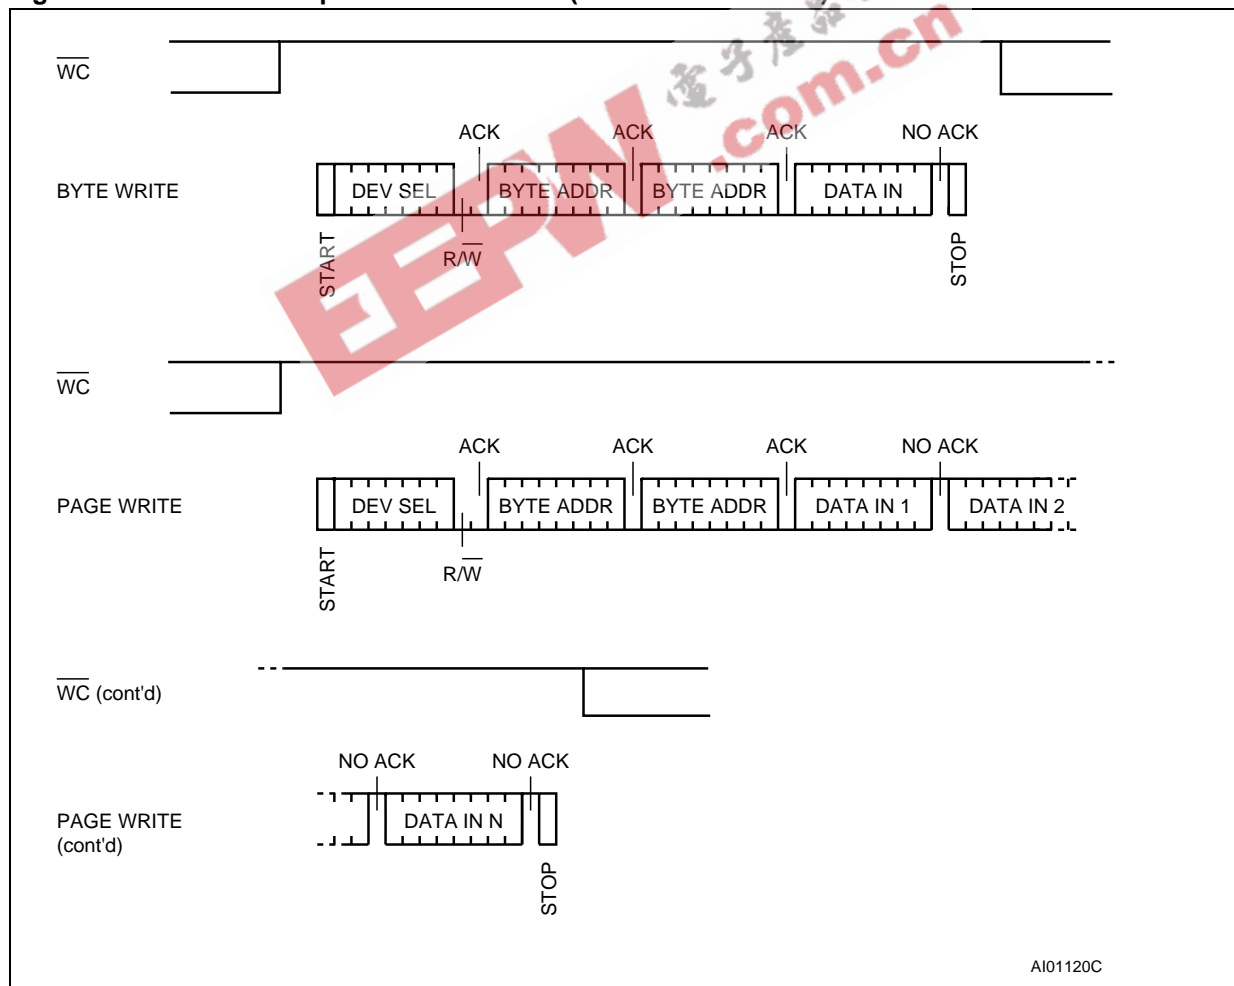 WC
ACK ACK ACK NO ACK
BYTE WRITE DEV SEL BYTE ADDR BYTE ADDR DATA IN
R/W
START STOP
EEPW .com.cn
WC
ACK ACK ACK NO ACK
PAGE WRITE DEV SEL BYTE ADDR BYTE ADDR DATA IN 1 DATA IN 2
R/W
START
WC (cont'd)
NO ACK NO ACK
PAGE WRITE DATA IN N
(cont'd)
STOP
AI01120C